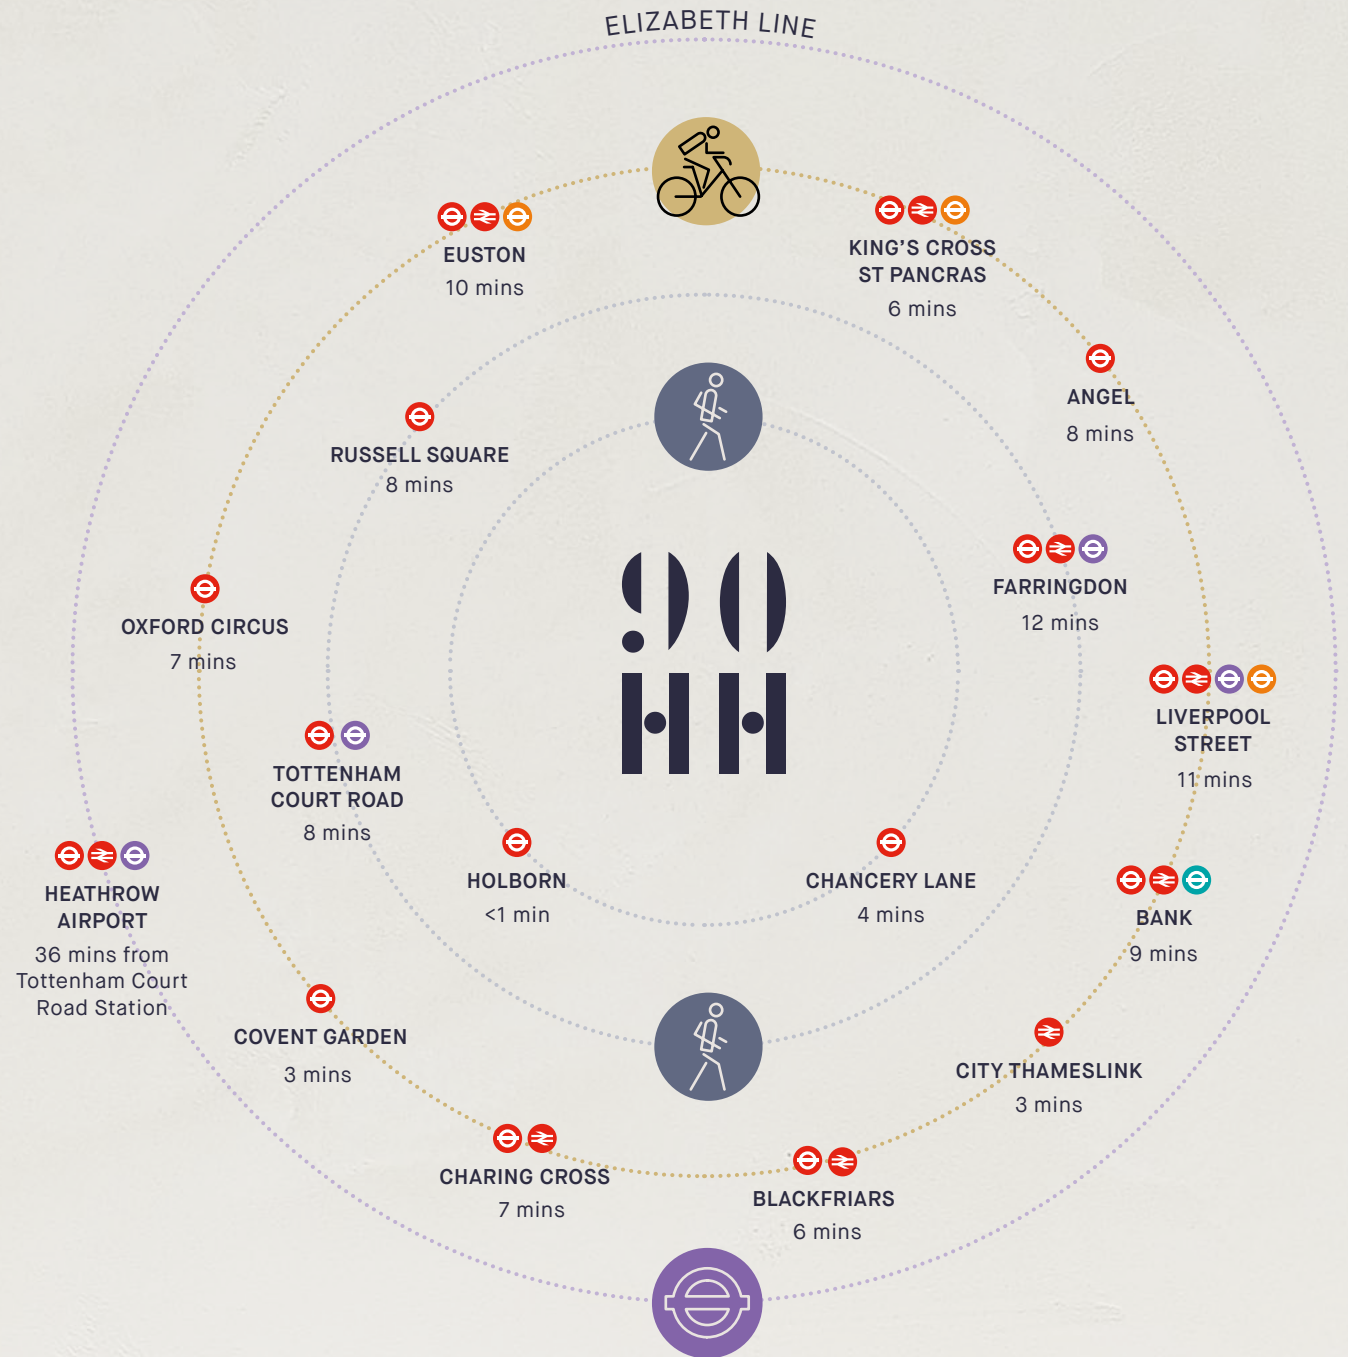 ELIZABETH LINE
EUSTON
10 mins
KING'S CROSS
ST PANCRAS
6 mins
ANGEL
8 mins
RUSSELL SQUARE
8 mins
FARRINGDON
12 mins
OXFORD CIRCUS
7 mins
90
HH
LIVERPOOL
STREET
11 mins
TOTTENHAM
COURT ROAD
8 mins
HOLBORN
<1 min
CHANCERY LANE
4 mins
HEATHROW
AIRPORT
36 mins from
Tottenham Court
Road Station
BANK
9 mins
COVENT GARDEN
3 mins
CITY THAMESLINK
3 mins
CHARING CROSS
7 mins
BLACKFRIARS
6 mins